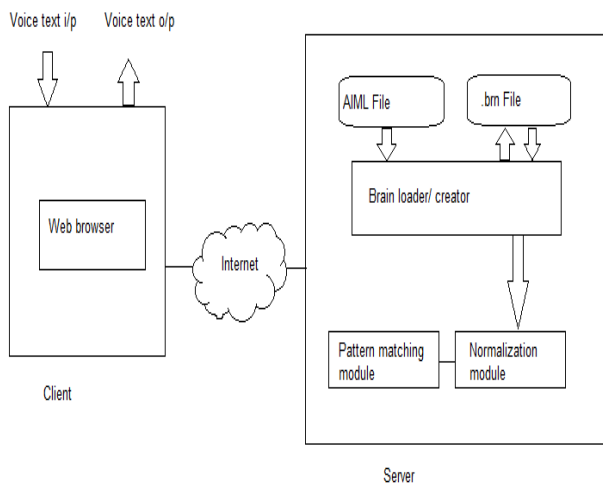 Voice text i/p
Voice text o/p
AIML File
.brn File
Brain loader/ creator
Web browser
Internet
Pattern matching
module
Normalization
module
Client
Server